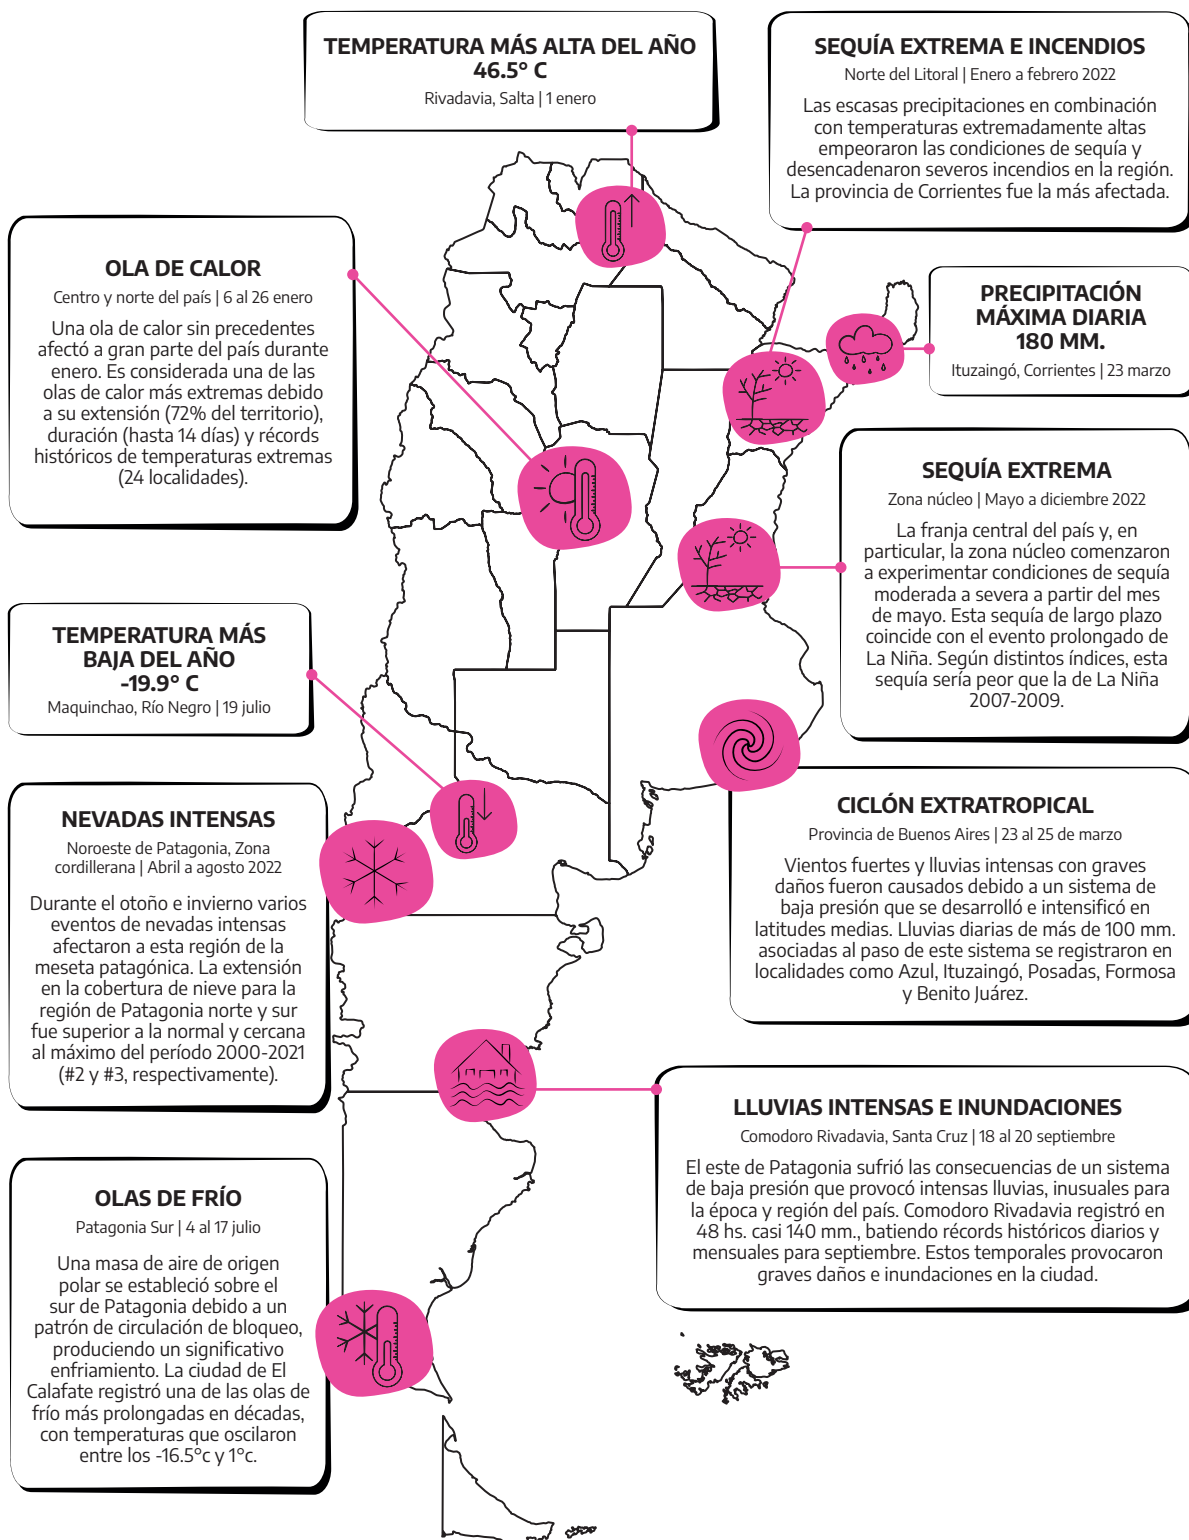 TEMPERATURA MÁS ALTA DEL AÑO
46.5° C
Rivadavia, Salta | 1 enero
SEQUÍA EXTREMA E INCENDIOS
Norte del Litoral | Enero a febrero 2022
Las escasas precipitaciones en combinación
con temperaturas extremadamente altas
empeoraron las condiciones de sequía y
desencadenaron severos incendios en la región.
La provincia de Corrientes fue la más afectada.
OLA DE CALOR
Centro y norte del país | 6 al 26 enero
Una ola de calor sin precedentes
afectó a gran parte del país durante
enero. Es considerada una de las
olas de calor más extremas debido
a su extensión (72% del territorio),
duración (hasta 14 días) y récords
históricos de temperaturas extremas
(24 localidades).
PRECIPITACIÓN
MÁXIMA DIARIA
180 MM.
Ituzaingó, Corrientes | 23 marzo
SEQUÍA EXTREMA
Zona núcleo | Mayo a diciembre 2022
La franja central del país y, en
particular, la zona núcleo comenzaron
a experimentar condiciones de sequía
moderada a severa a partir del mes
de mayo. Esta sequía de largo plazo
coincide con el evento prolongado de
La Niña. Según distintos índices, esta
sequía sería peor que la de La Niña
2007-2009.
TEMPERATURA MÁS
BAJA DEL AÑO
-19.9° C
Maquinchao, Río Negro | 19 julio
NEVADAS INTENSAS
Noroeste de Patagonia, Zona
cordillerana | Abril a agosto 2022
Durante el otoño e invierno varios
eventos de nevadas intensas
afectaron a esta región de la
meseta patagónica. La extensión
en la cobertura de nieve para la
región de Patagonia norte y sur
fue superior a la normal y cercana
al máximo del período 2000-2021
(#2 y #3, respectivamente).
CICLÓN EXTRATROPICAL
Provincia de Buenos Aires | 23 al 25 de marzo
Vientos fuertes y lluvias intensas con graves
daños fueron causados debido a un sistema de
baja presión que se desarrolló e intensificó en
latitudes medias. Lluvias diarias de más de 100 mm.
asociadas al paso de este sistema se registraron en
localidades como Azul, Ituzaingó, Posadas, Formosa
y Benito Juárez.
LLUVIAS INTENSAS E INUNDACIONES
Comodoro Rivadavia, Santa Cruz | 18 al 20 septiembre
El este de Patagonia sufrió las consecuencias de un sistema
de baja presión que provocó intensas lluvias, inusuales para
la época y región del país. Comodoro Rivadavia registró en
48 hs. casi 140 mm., batiendo récords históricos diarios y
mensuales para septiembre. Estos temporales provocaron
graves daños e inundaciones en la ciudad.
OLAS DE FRÍO
Patagonia Sur | 4 al 17 julio
Una masa de aire de origen
polar se estableció sobre el
sur de Patagonia debido a un
patrón de circulación de bloqueo,
produciendo un significativo
enfriamiento. La ciudad de El
Calafate registró una de las olas de
frío más prolongadas en décadas,
con temperaturas que oscilaron
entre los -16.5°c y 1°c.